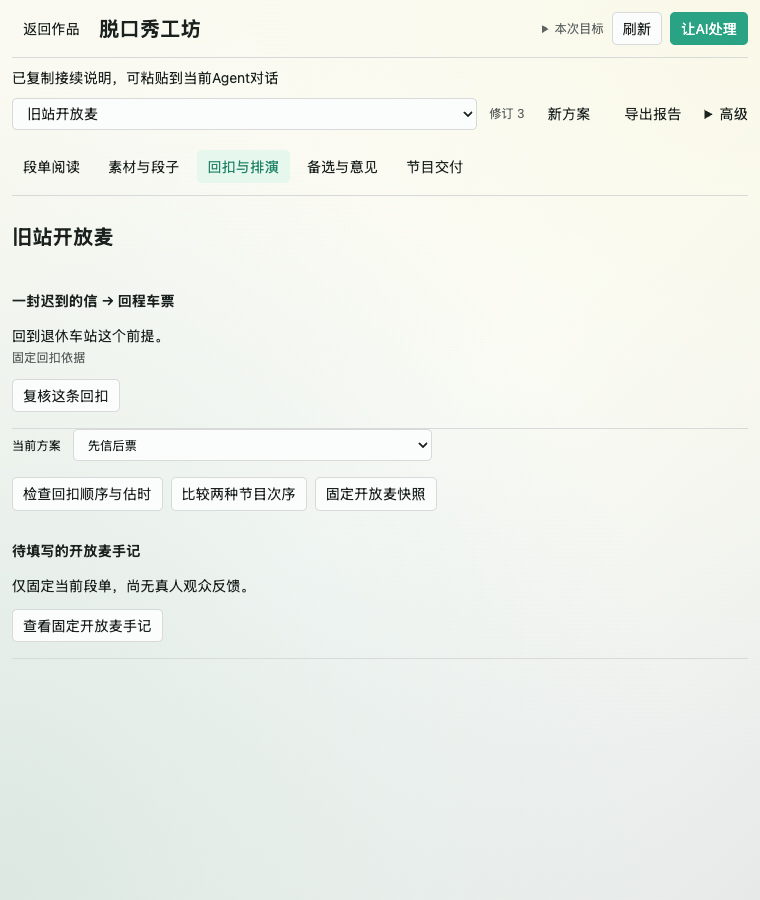 返回作品 脱口秀工坊 ▶ 本次目标 刷新 让AI处理
已复制接续说明，可粘贴到当前Agent对话
旧站开放麦 修订 3 新方案 导出报告 ▶ 高级
段单阅读 素材与段子 回扣与排演 备选与意见 节目交付
旧站开放麦
一封迟到的信 → 回程车票
回到退休车站这个前提。
固定回扣依据
复核这条回扣
当前方案 先信后票
检查回扣顺序与估时 比较两种节目次序 固定开放麦快照
待填写的开放麦手记
仅固定当前段单，尚无真人观众反馈。
查看固定开放麦手记